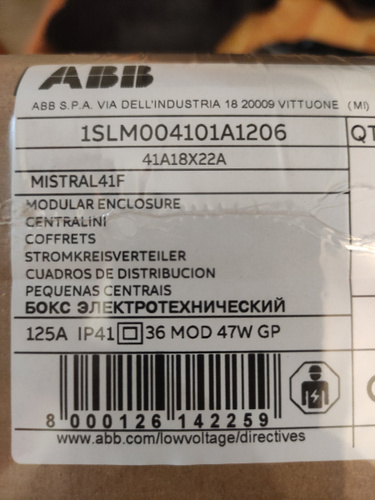 ABB
ABB S.P.A. VIA DELL'INDUSTRIA 18 20009 VITTUONE (MI)
1SLM004101A1206 QT
41A18X22A
MISTRAL41F
MODULAR ENCLOSURE
CENTRALINI
COFFRETS
STROMKREISVERTEILER
CUADROS DE DISTRIBUCION
PEQUENAS CENTRAIS
БОКС ЭЛЕКТРОТЕХНИЧЕСКИЙ
125A IP41 36 MOD 47W GP
8 000126 142259
www.abb.com/lowvoltage/directives